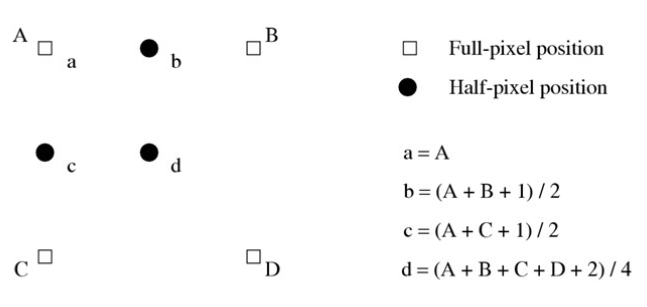 A B
a b
c d
C D
Full-pixel position
Half-pixel position
a = A
b = (A + B + 1) / 2
c = (A + C + 1) / 2
d = (A + B + C + D + 2) / 4